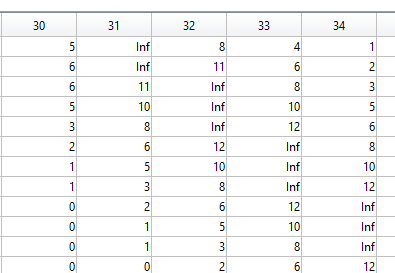 30 31 32 33 34
5 Inf 8 4 1
6 Inf 11 6 2
6 11 Inf 8 3
5 10 Inf 10 5
3 8 Inf 12 6
2 6 12 Inf 8
1 5 10 Inf 10
1 3 8 Inf 12
0 2 6 12 Inf
0 1 5 10 Inf
0 1 3 8 Inf
0 0 2 6 12